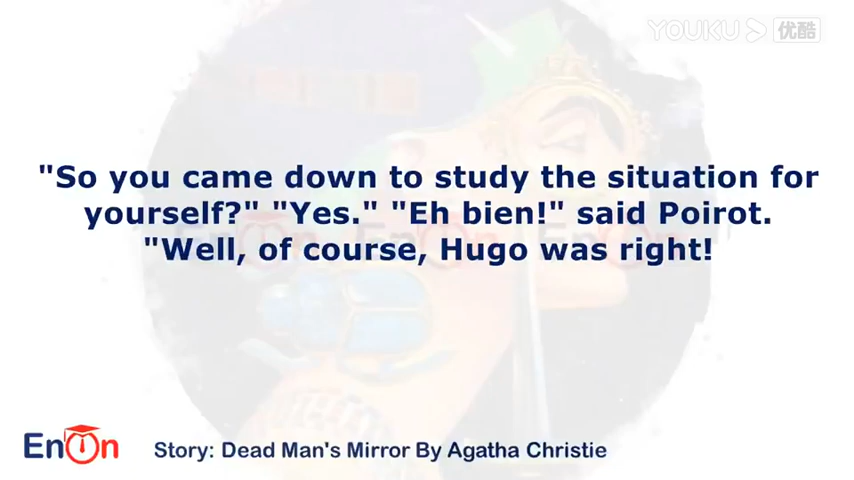 YOUKU 优酷
"So you came down to study the situation for
yourself?" "Yes." "Eh bien!" said Poirot.
"Well, of course, Hugo was right!
EnOn
Story: Dead Man's Mirror By Agatha Christie